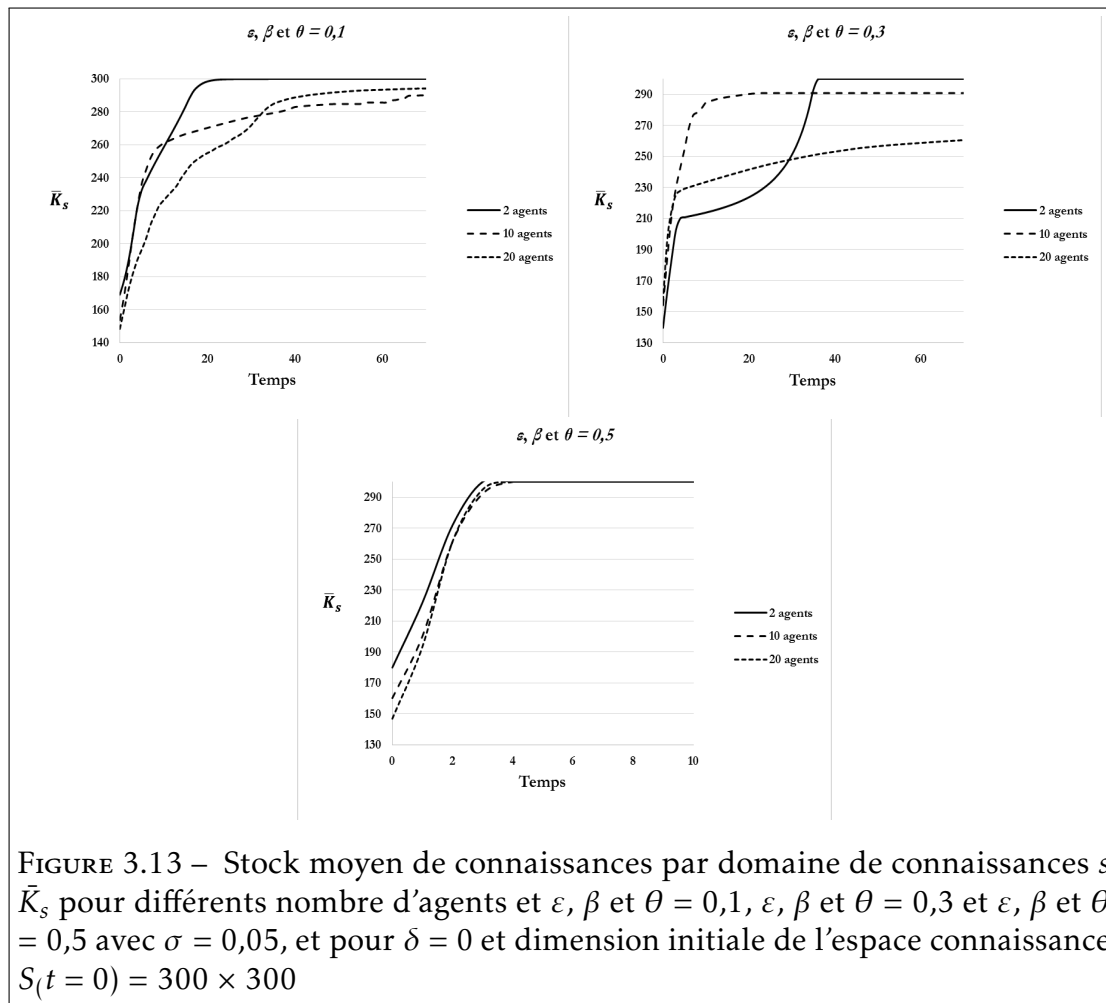 ε, β et θ = 0,1
300
280
260
240
220
200
180
160
140
K̄s
0 20 40 60
Temps
2 agents
10 agents
20 agents
ε, β et θ = 0,3
290
270
250
230
210
190
170
150
130
K̄s
0 20 40 60
Temps
2 agents
10 agents
20 agents
ε, β et θ = 0,5
290
270
250
230
210
190
170
150
130
K̄s
0 2 4 6 8 10
Temps
2 agents
10 agents
20 agents
FIGURE 3.13 – Stock moyen de connaissances par domaine de connaissances s
K̄s pour différents nombre d'agents et ε, β et θ = 0,1, ε, β et θ = 0,3 et ε, β et θ
= 0,5 avec σ = 0,05, et pour δ = 0 et dimension initiale de l'espace connaissance
S(t = 0) = 300 × 300